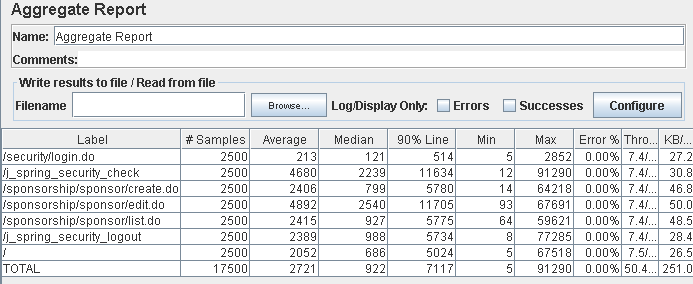 Aggregate Report
Name: Aggregate Report
Comments:
Write results to file / Read from file
Filename Browse... Log/Display Only: Errors Successes Configure
Label # Samples Average Median 90% Line Min Max Error % Thro... KB/...
/security/login.do 2500 213 121 514 5 2852 0.00% 7.4/... 27.2
/j_spring_security_check 2500 4680 2239 11634 12 91290 0.00% 7.4/... 30.8
/sponsorship/sponsor/create.do 2500 2406 799 5780 14 64218 0.00% 7.4/... 46.8
/sponsorship/sponsor/edit.do 2500 4892 2540 11705 93 67691 0.00% 7.4/... 50.0
/sponsorship/sponsor/list.do 2500 2415 927 5775 64 59621 0.00% 7.4/... 48.5
/j_spring_security_logout 2500 2389 988 5734 8 77285 0.00% 7.4/... 28.4
/ 2500 2052 686 5024 5 67518 0.00% 7.5/... 26.5
TOTAL 17500 2721 922 7117 5 91290 0.00% 50.4... 251.0